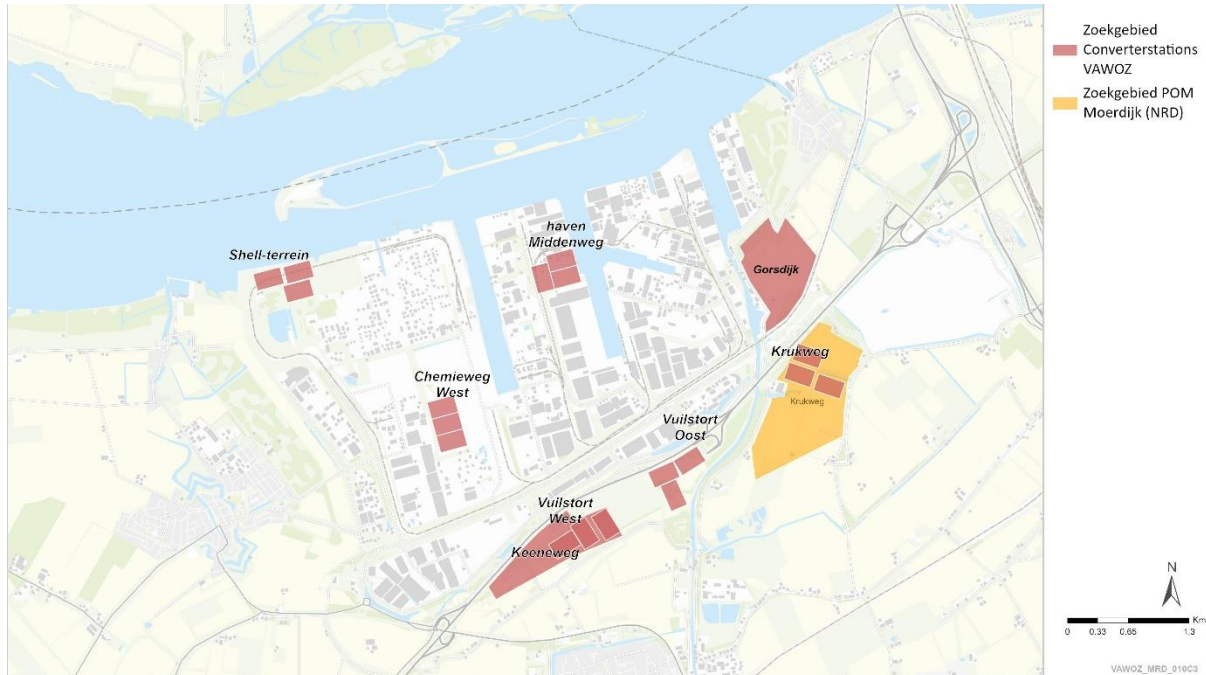 Zoekgebied
Converterstations
VAWOZ
Zoekgebied POM
Moerdijk (NRD)
haven
Middenweg
Shell-terrein
Gorsdijk
Krukweg
Chemieweg
West
Krukweg
Vuilstort
Oost
Vuilstort
West
Keeneweg
N
Km
0 0.33 0.65 1.3
VAWOZ_MRD_010C3